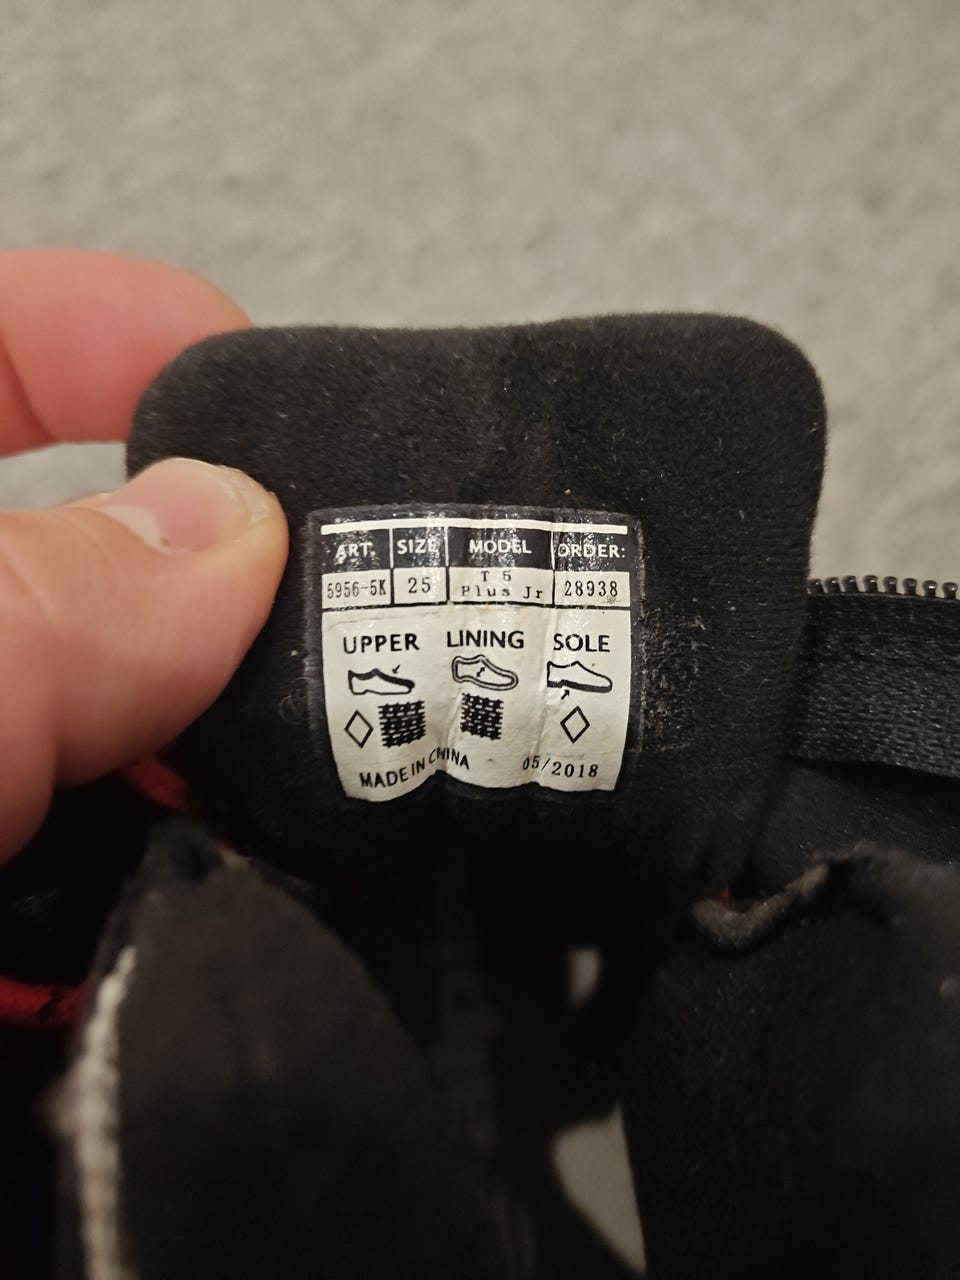 ART. SIZE MODEL ORDER:
5956-5K 25 T 5 Plus Jr 28938
UPPER LINING SOLE
MADE IN CHINA 05/2018